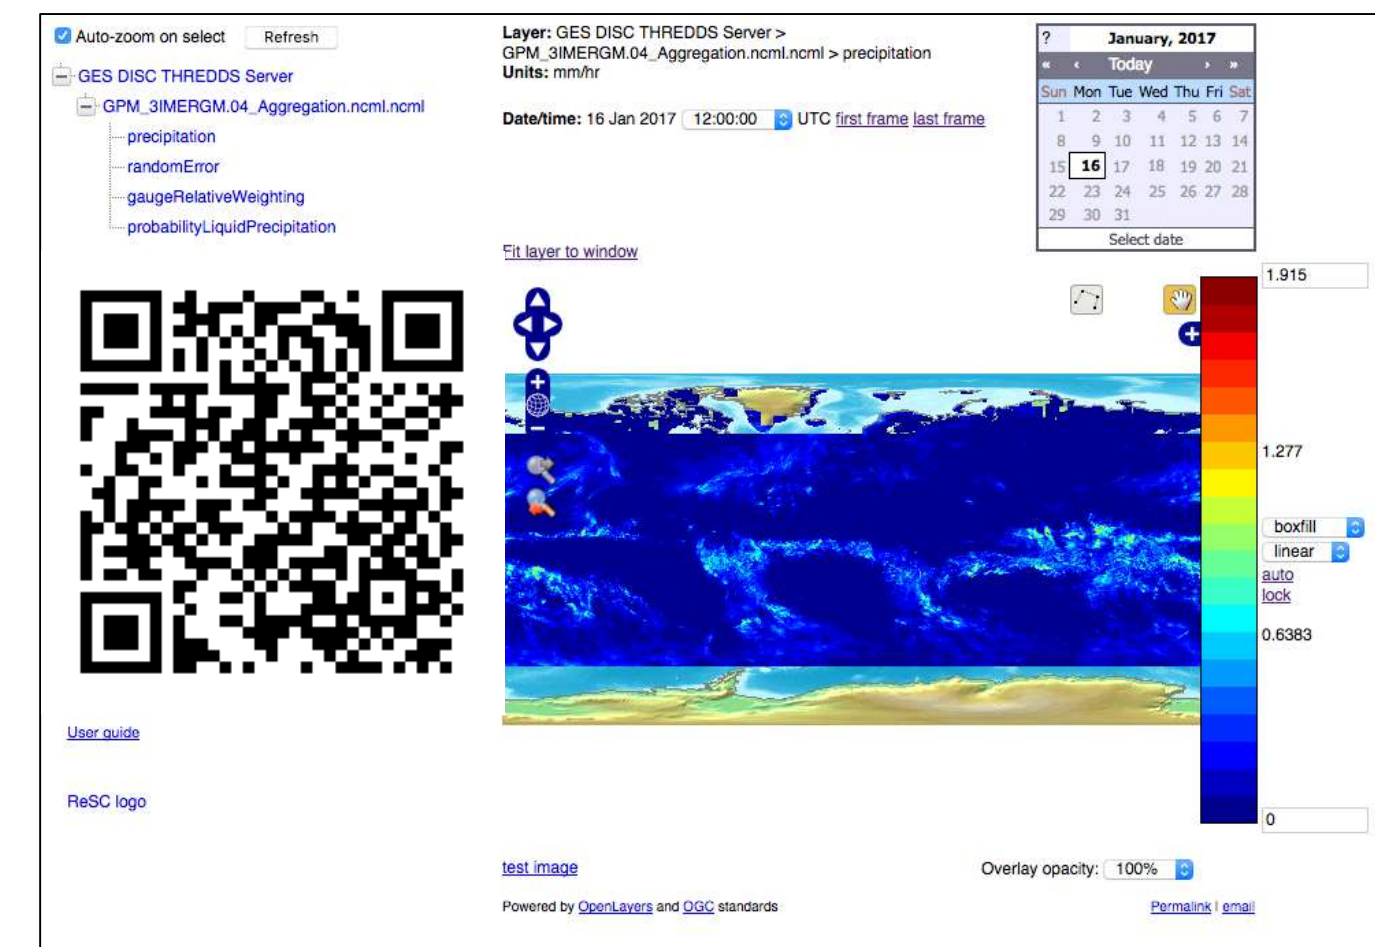 Auto-zoom on select Refresh
GES DISC THREDDS Server
GPM_3IMERGM.04_Aggregation.ncml.ncml
precipitation
randomError
gaugeRelativeWeighting
probabilityLiquidPrecipitation
User guide
ReSC logo
Layer: GES DISC THREDDS Server >
GPM_3IMERGM.04_Aggregation.ncml.ncml > precipitation
Units: mm/hr
Date/time: 16 Jan 2017 12:00:00 UTC first frame last frame
Fit layer to window
? January, 2017
« ‹ Today › »
Sun Mon Tue Wed Thu Fri Sat
1 2 3 4 5 6 7
8 9 10 11 12 13 14
15 16 17 18 19 20 21
22 23 24 25 26 27 28
29 30 31
Select date
1.915
1.277
boxfill
linear
auto
lock
0.6383
0
test image
Overlay opacity: 100%
Powered by OpenLayers and OGC standards
Permalink | email